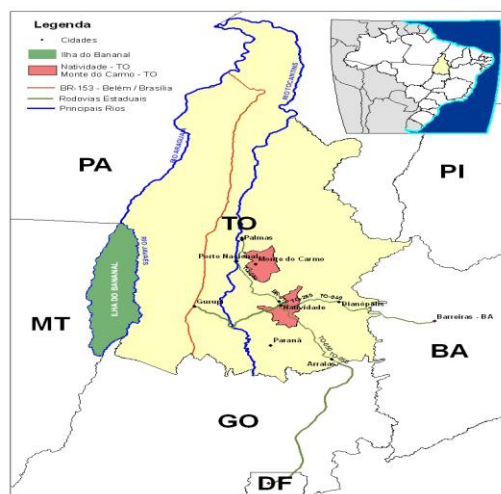 Legenda
Cidades
Ilha do Bananal
Natividade - TO
Monte do Carmo - TO
BR-153 - Belém / Brasília
Rodovias Estaduais
Principais Rios
PA
PI
TO
MT
BA
GO
DF
RIO ARAGUAIA
RIO TOCANTINS
ILHA DO BANANAL
Palmas
Porto Nacional
Monte do Carmo
Gurupi
Natividade
Dianópolis
Barreiras - BA
Paranã
Arraias